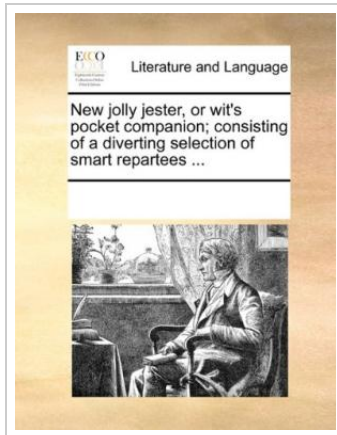 ECCO
Literature and Language
New jolly jester, or wit's
pocket companion; consisting
of a diverting selection of
smart repartees ...